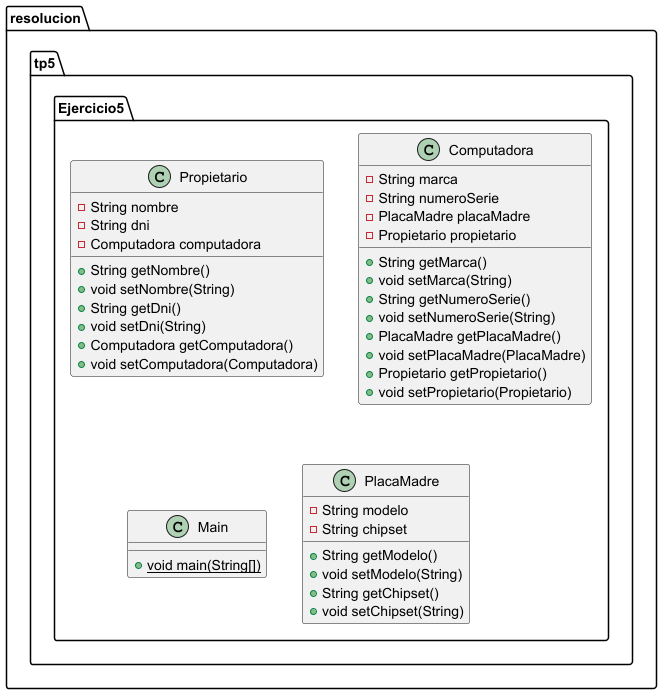 resolucion
tp5
Ejercicio5
C Propietario
String nombre
String dni
Computadora computadora
String getNombre()
void setNombre(String)
String getDni()
void setDni(String)
Computadora getComputadora()
void setComputadora(Computadora)
C Computadora
String marca
String numeroSerie
PlacaMadre placaMadre
Propietario propietario
String getMarca()
void setMarca(String)
String getNumeroSerie()
void setNumeroSerie(String)
PlacaMadre getPlacaMadre()
void setPlacaMadre(PlacaMadre)
Propietario getPropietario()
void setPropietario(Propietario)
C Main
void main(String[])
C PlacaMadre
String modelo
String chipset
String getModelo()
void setModelo(String)
String getChipset()
void setChipset(String)